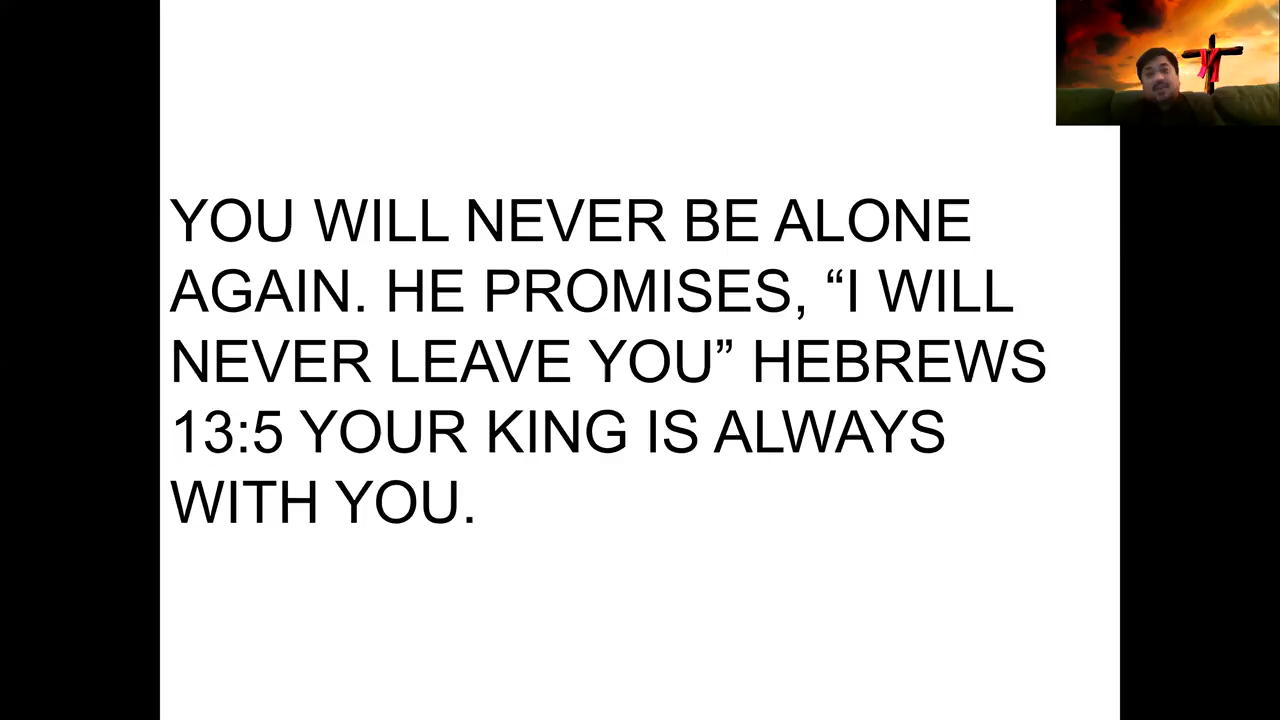 YOU WILL NEVER BE ALONE
AGAIN. HE PROMISES, “I WILL
NEVER LEAVE YOU” HEBREWS
13:5 YOUR KING IS ALWAYS
WITH YOU.